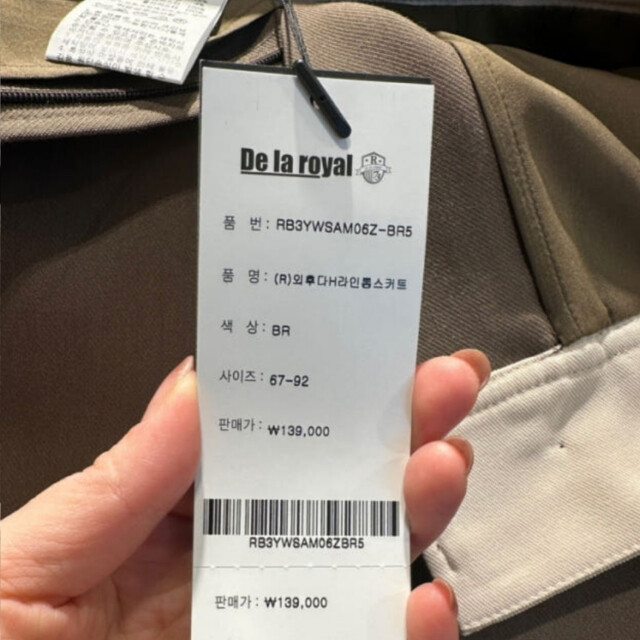 De la royal
R
품 번: RB3YWSAM06Z-BR5
품 명: (R)외후다H라인롱스커트
색 상: BR
사이즈: 67-92
판매가: ₩139,000
RB3YWSAM06ZBR5
판매가: ₩139,000